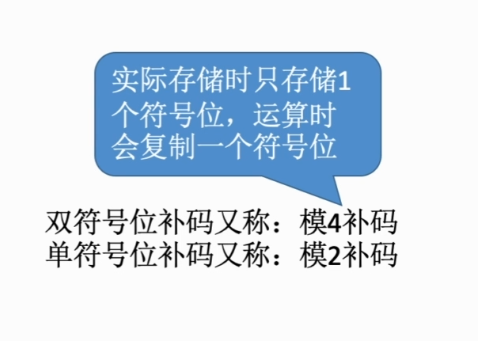 实际存储时只存储1
个符号位，运算时
会复制一个符号位
双符号位补码又称：模4补码
单符号位补码又称：模2补码